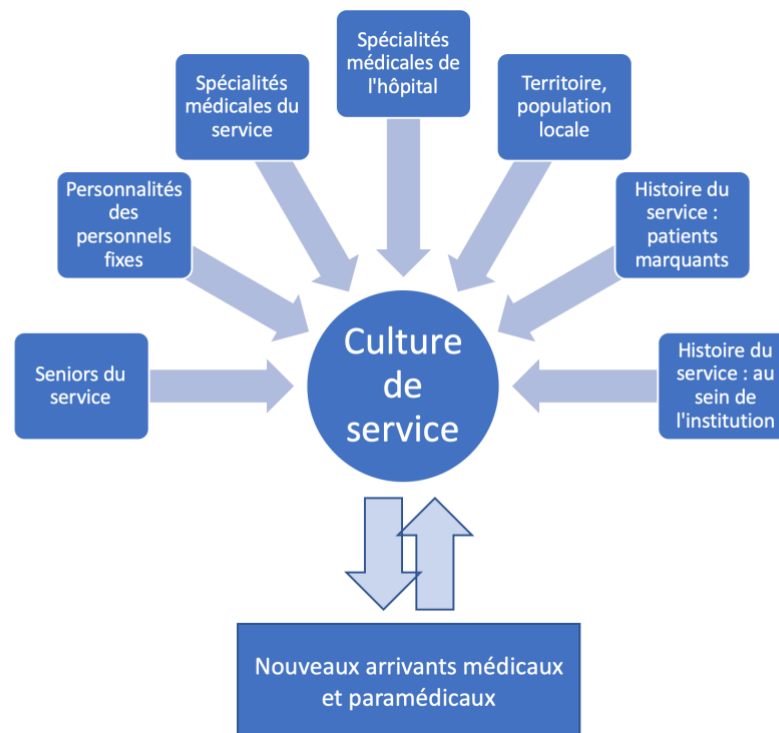 Spécialités
médicales de
l'hôpital
Spécialités
médicales du
service
Territoire,
population
locale
Personnalités
des
personnels
fixes
Histoire du
service :
patients
marquants
Seniors du
service
Culture
de
service
Histoire du
service : au
sein de
l'institution
Nouveaux arrivants médicaux
et paramédicaux